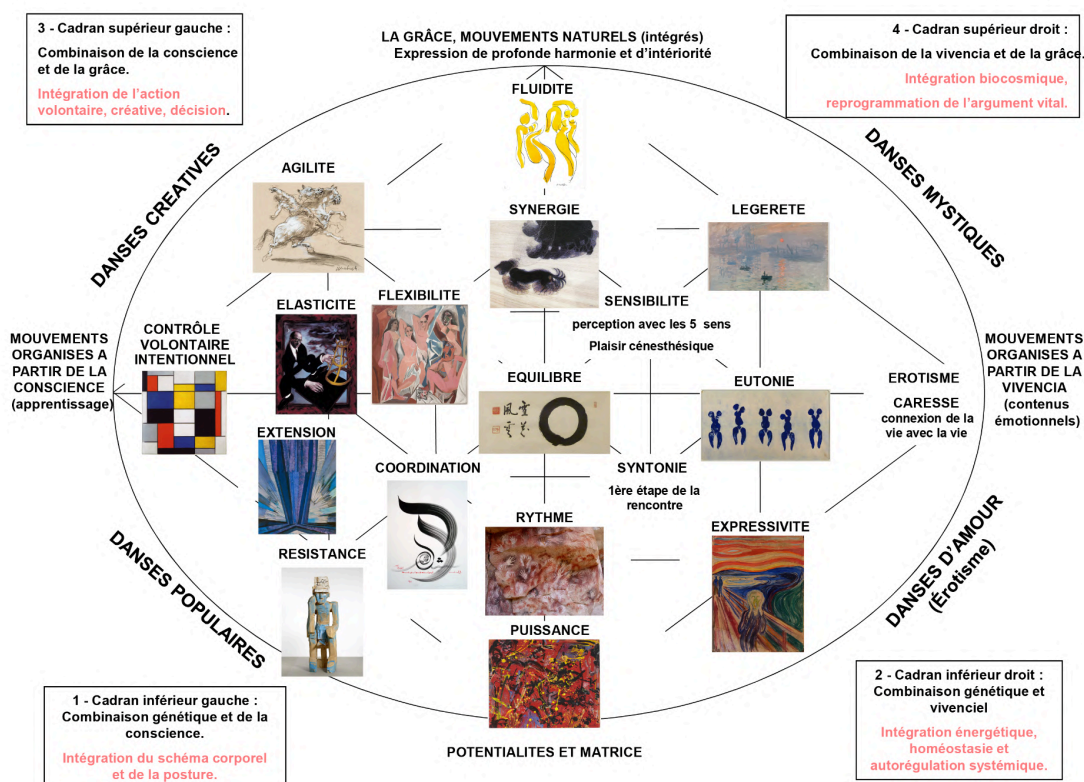 3 - Cadran supérieur gauche :
Combinaison de la conscience
et de la grâce.
Intégration de l'action
volontaire, créative, décision.
LA GRÂCE, MOUVEMENTS NATURELS (intégrés)
Expression de profonde harmonie et d'intériorité
4 - Cadran supérieur droit :
Combinaison de la vivencia et de la grâce.
Intégration biocosmique,
reprogrammation de l'argument vital.
FLUIDITE
DANSES CREATIVES
DANSES MYSTIQUES
AGILITE
SYNERGIE
LEGERETE
ELASTICITE
FLEXIBILITE
SENSIBILITE
perception avec les 5 sens
Plaisir cénesthésique
MOUVEMENTS
ORGANISES A
PARTIR DE LA
CONSCIENCE
(apprentissage)
CONTRÔLE
VOLONTAIRE
INTENTIONNEL
EQUILIBRE
EUTONIE
EROTISME
CARESSE
connexion de la
vie avec la vie
MOUVEMENTS
ORGANISES A
PARTIR DE LA
VIVENCIA
(contenus
émotionnels)
EXTENSION
COORDINATION
SYNTONIE
1ère étape de la
rencontre
RYTHME
EXPRESSIVITE
RESISTANCE
DANSES POPULAIRES
DANSES D'AMOUR
(Érotisme)
PUISSANCE
1 - Cadran inférieur gauche :
Combinaison génétique et de la
conscience.
Intégration du schéma corporel
et de la posture.
POTENTIALITES ET MATRICE
2 - Cadran inférieur droit :
Combinaison génétique et
vivenciel
Intégration énergétique,
homéostasie et
autorégulation systémique.